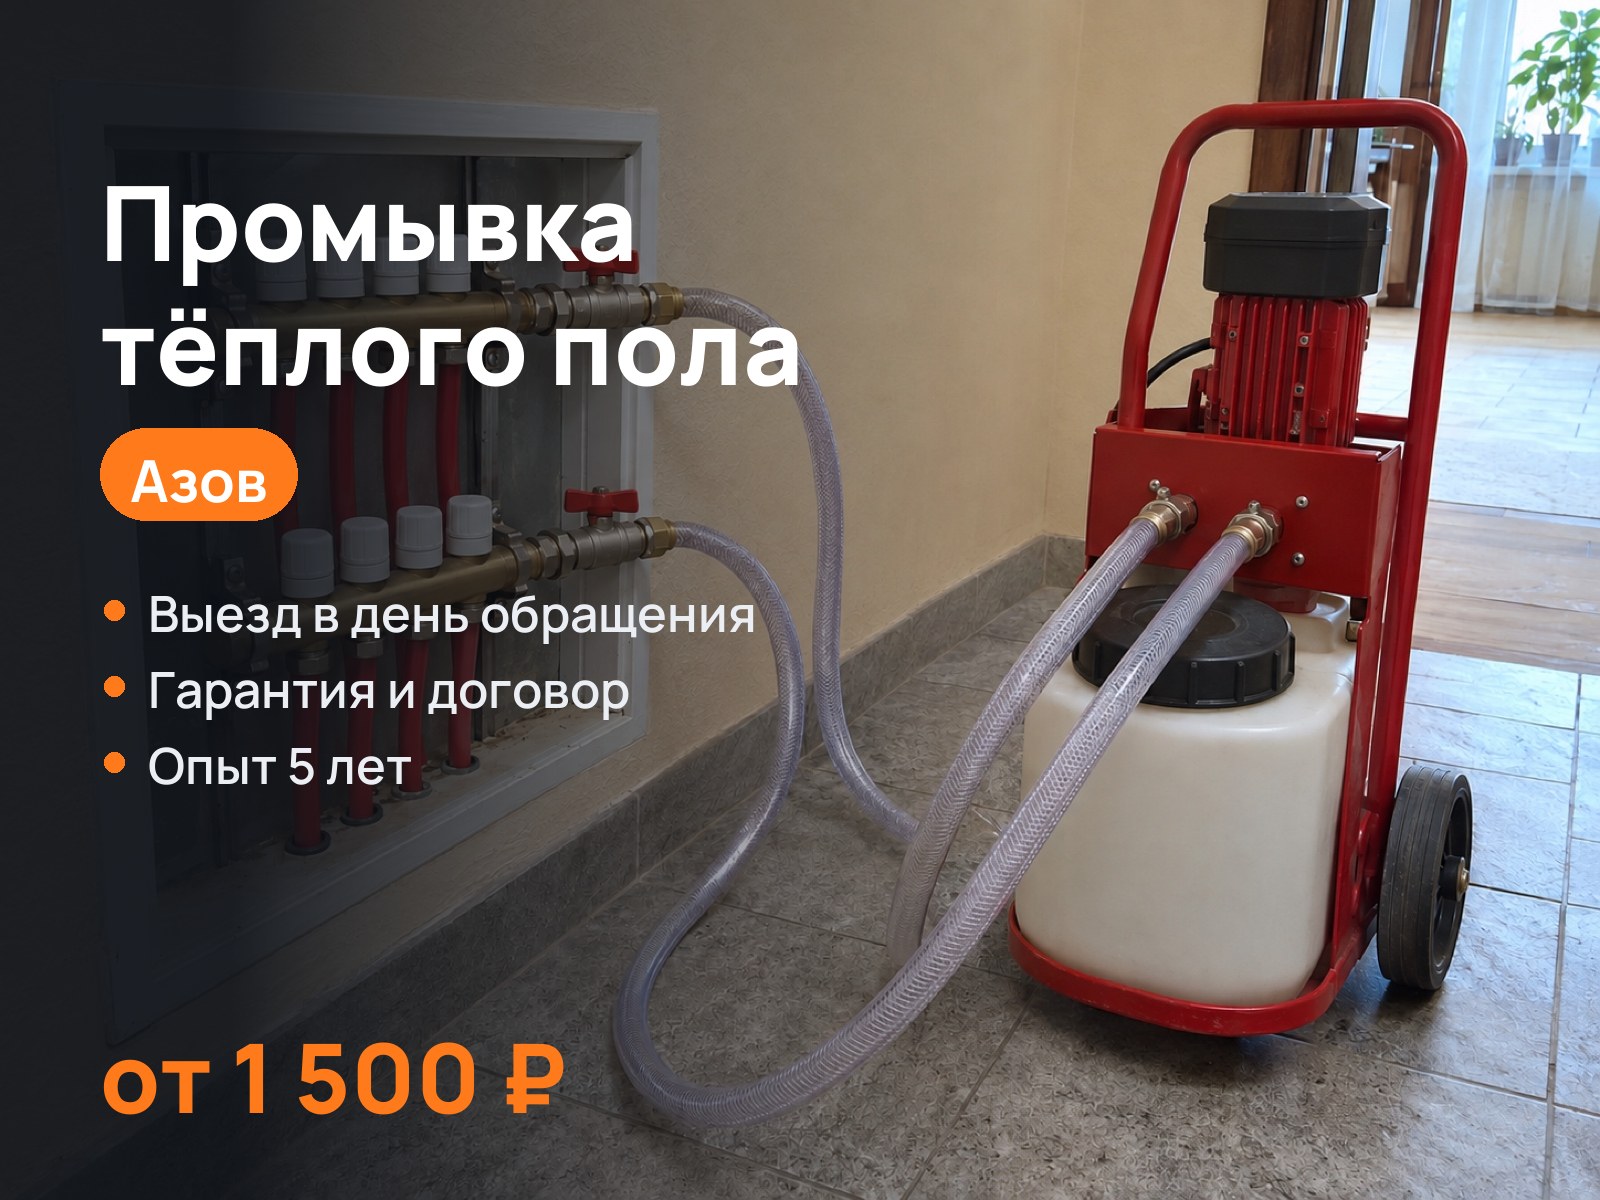 Промывка
тёплого пола
Азов
Выезд в день обращения
Гарантия и договор
Опыт 5 лет
от 1 500 ₽